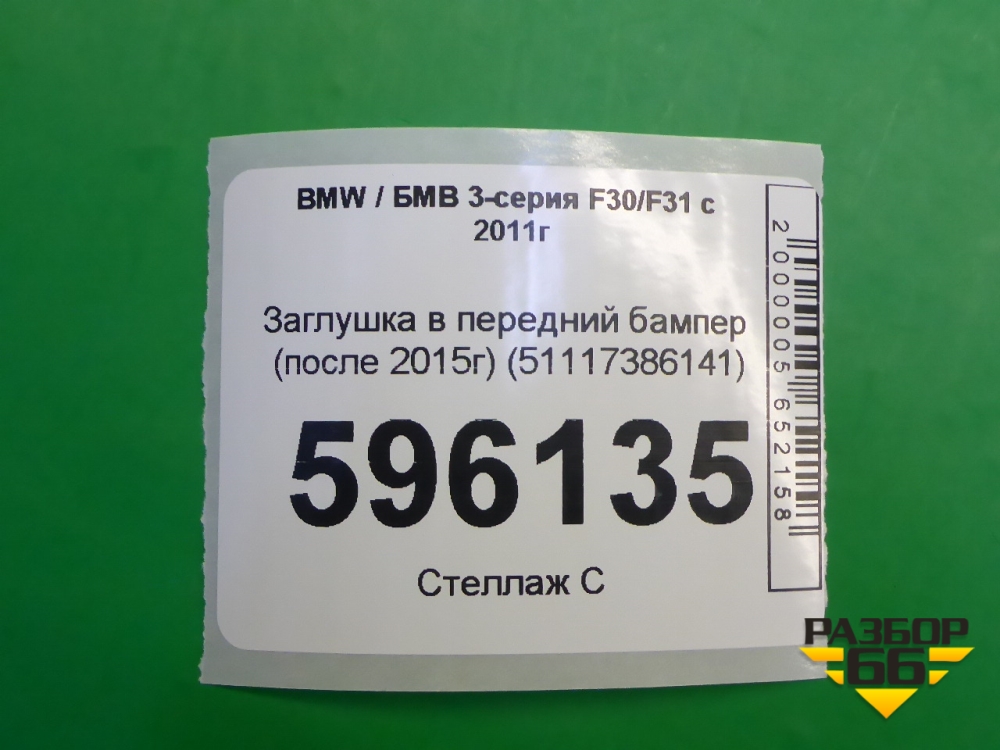 BMW / БМВ 3-серия F30/F31 с
2011г
Заглушка в передний бампер
(после 2015г) (51117386141)
596135
Стеллаж С
2000005652158
РАЗБОР
66